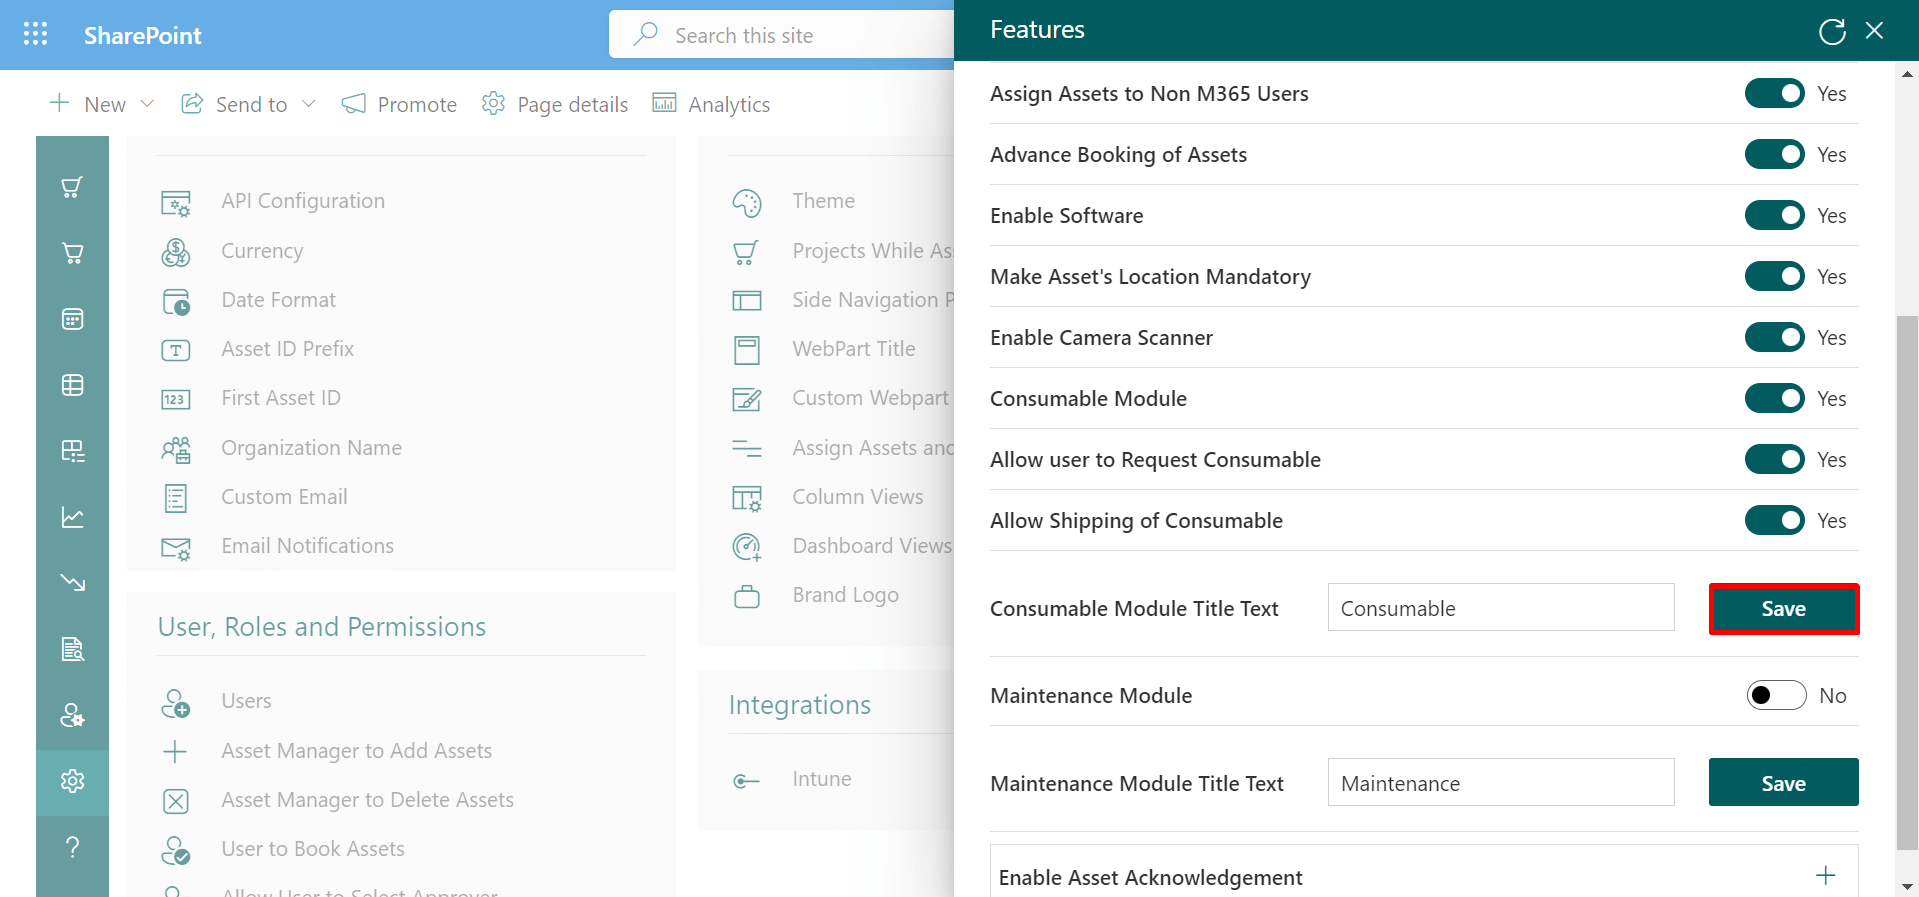 SharePoint
Search this site
New
Send to
Promote
Page details
Analytics
API Configuration
Currency
Date Format
Asset ID Prefix
First Asset ID
Organization Name
Custom Email
Email Notifications
User, Roles and Permissions
Users
Asset Manager to Add Assets
Asset Manager to Delete Assets
User to Book Assets
Allow User to Select Approver
Theme
Projects While As
Side Navigation P
WebPart Title
Custom Webpart
Assign Assets and
Column Views
Dashboard Views
Brand Logo
Integrations
Intune
Features
Assign Assets to Non M365 Users Yes
Advance Booking of Assets Yes
Enable Software Yes
Make Asset's Location Mandatory Yes
Enable Camera Scanner Yes
Consumable Module Yes
Allow user to Request Consumable Yes
Allow Shipping of Consumable Yes
Consumable Module Title Text Consumable Save
Maintenance Module No
Maintenance Module Title Text Maintenance Save
Enable Asset Acknowledgement